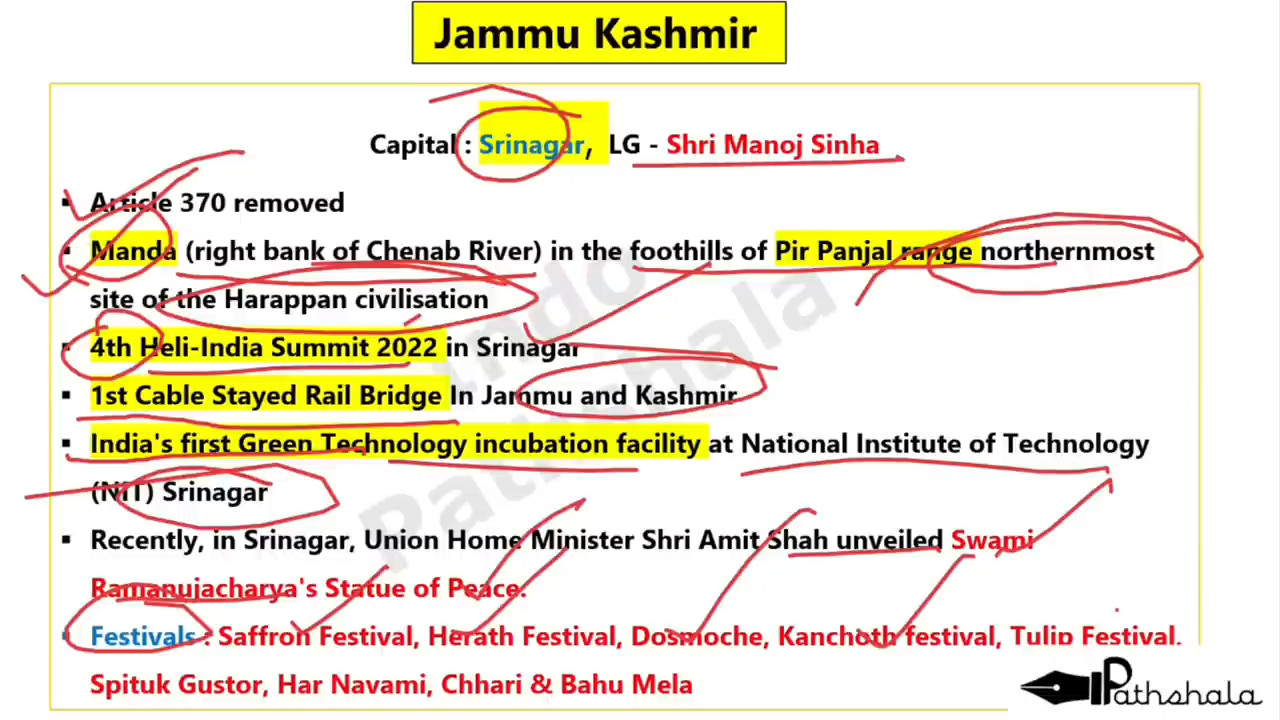 Jammu Kashmir
Capital : Srinagar, LG - Shri Manoj Sinha
▪ Article 370 removed
▪ Manda (right bank of Chenab River) in the foothills of Pir Panjal range northernmost
site of the Harappan civilisation
▪ 4th Heli-India Summit 2022 in Srinagar
▪ 1st Cable Stayed Rail Bridge In Jammu and Kashmir
▪ India's first Green Technology incubation facility at National Institute of Technology
(NIT) Srinagar
▪ Recently, in Srinagar, Union Home Minister Shri Amit Shah unveiled Swami
Ramanujacharya's Statue of Peace.
▪ Festivals : Saffron Festival, Herath Festival, Dosmoche, Kanchoth festival, Tulip Festival,
Spituk Gustor, Har Navami, Chhari & Bahu Mela
Indo
Pathshala
Pathshala